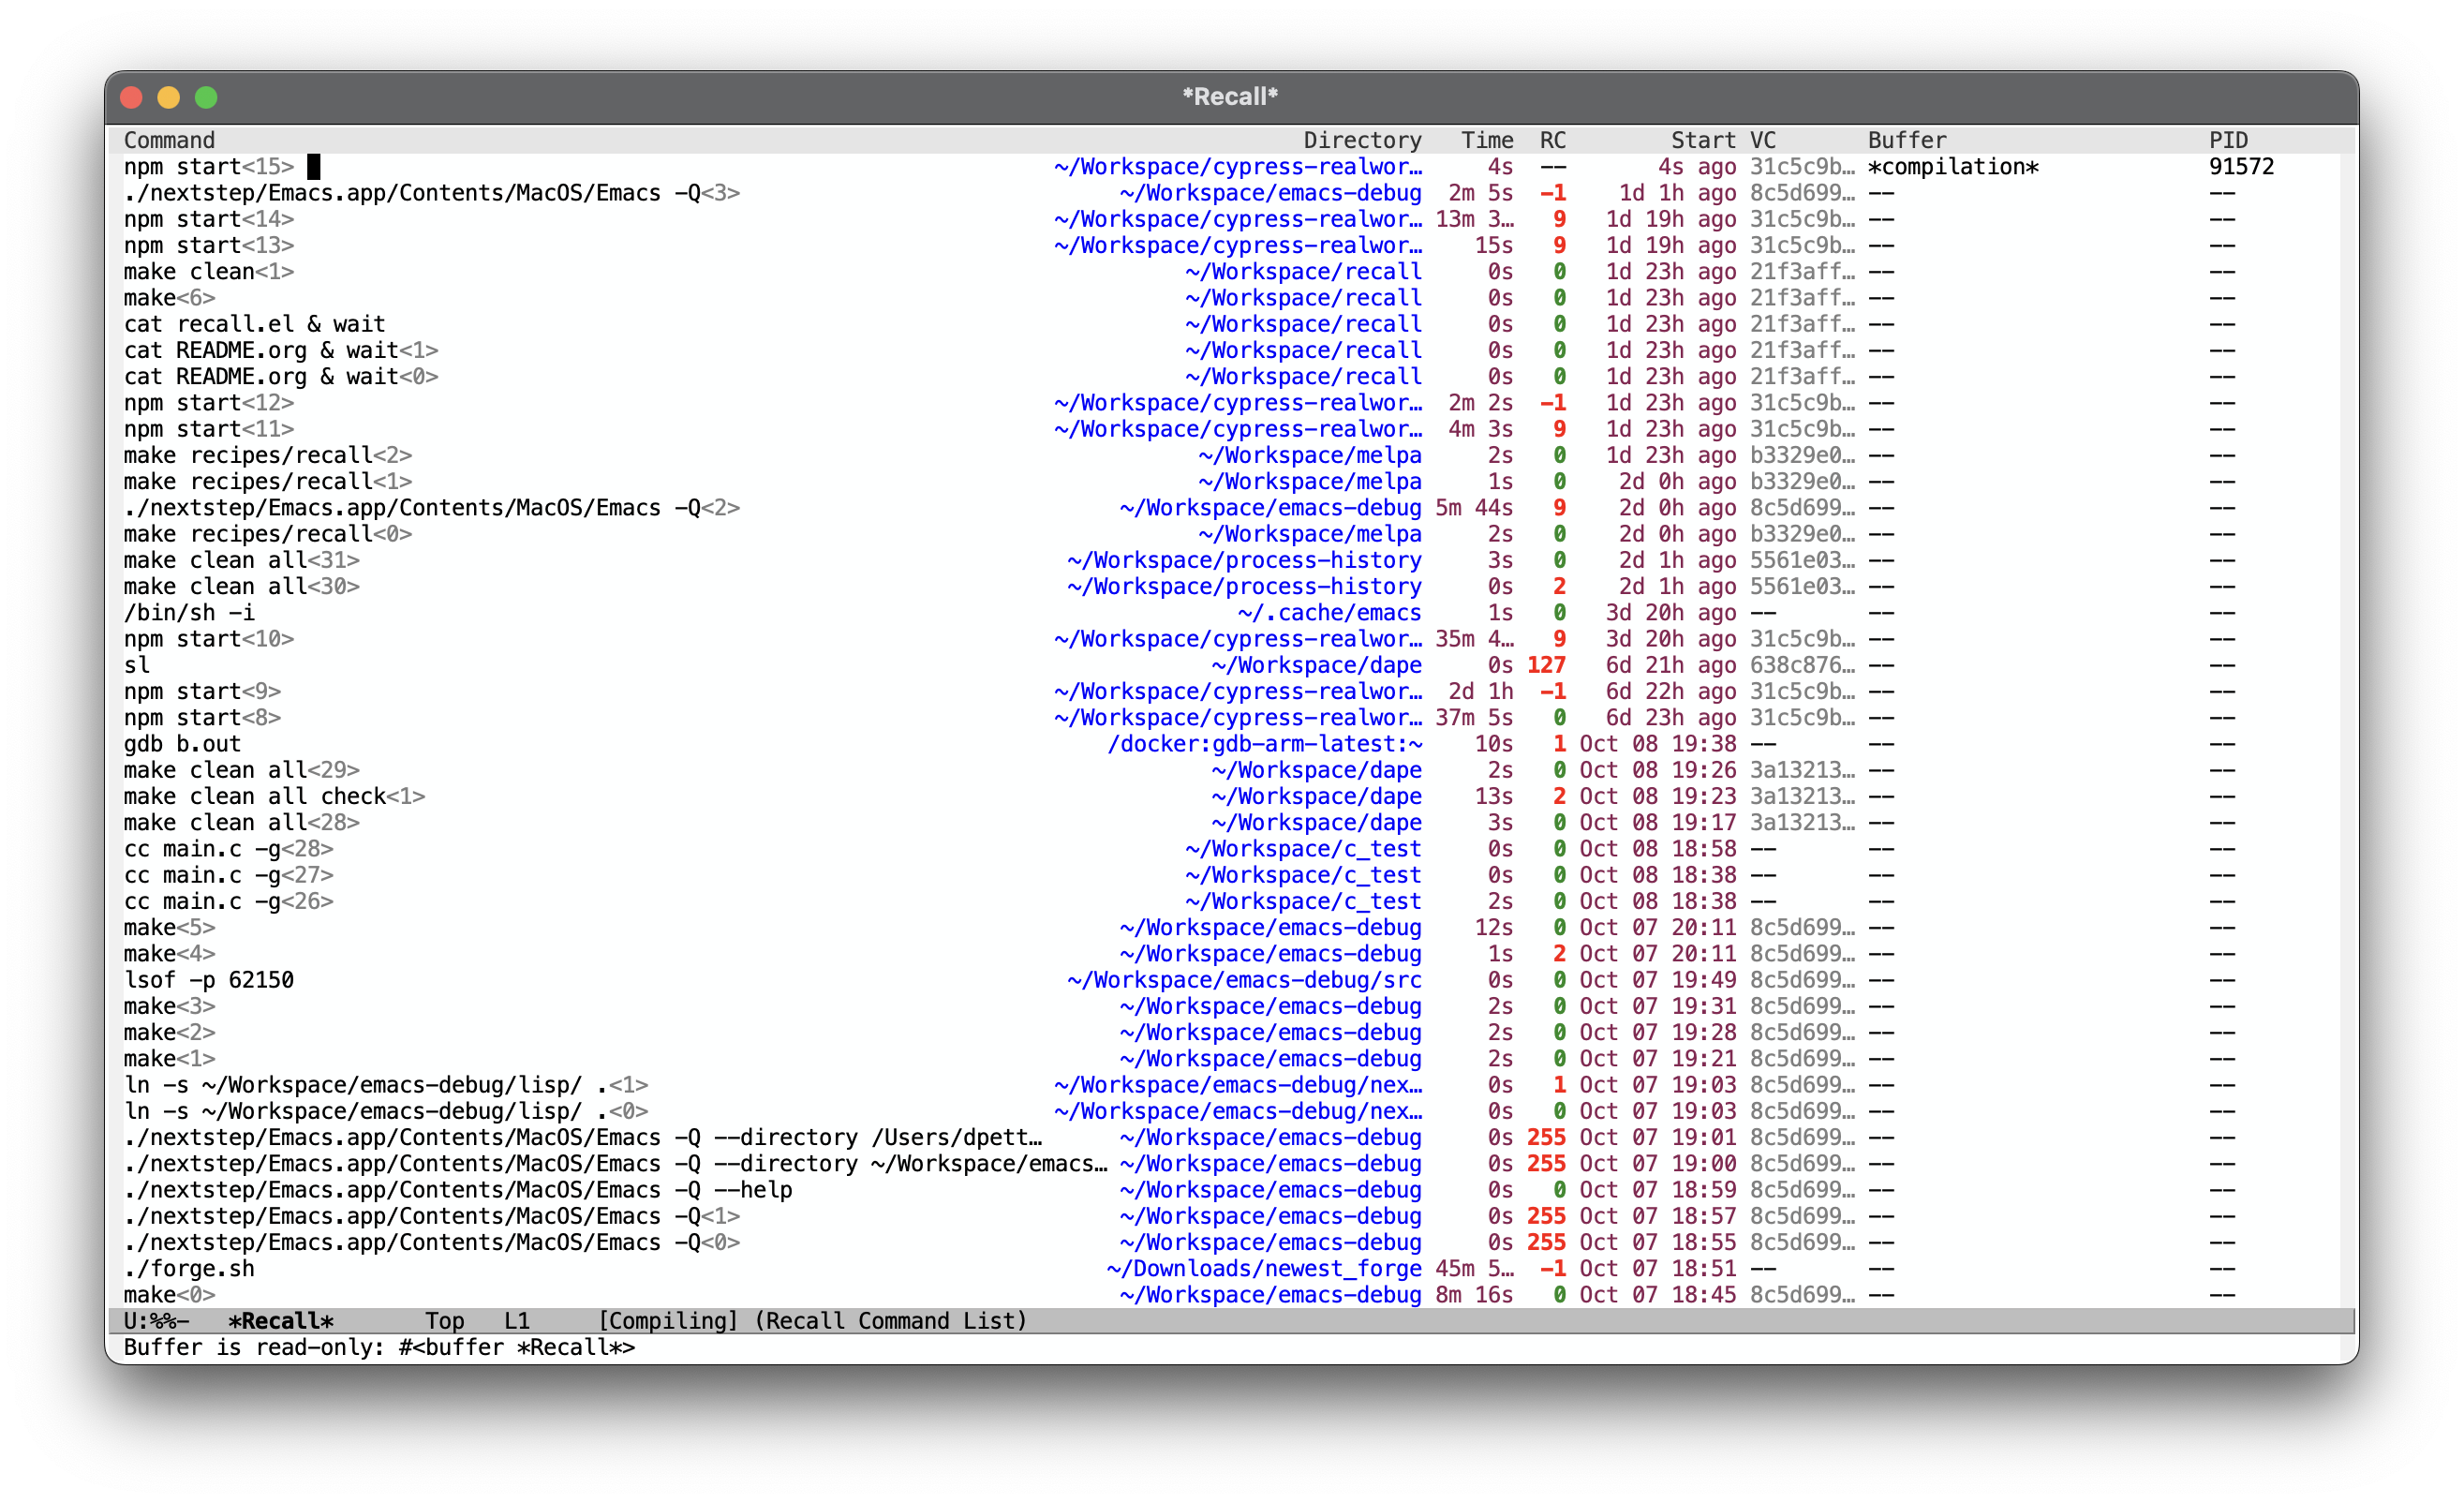 *Recall*
Command Directory Time RC Start VC Buffer PID
npm start<15> ~/Workspace/cypress-realwor… 4s -- 4s ago 31c5c9b… *compilation* 91572
./nextstep/Emacs.app/Contents/MacOS/Emacs -Q<3> ~/Workspace/emacs-debug 2m 5s -1 1d 1h ago 8c5d699… -- --
npm start<14> ~/Workspace/cypress-realwor… 13m 3… 9 1d 19h ago 31c5c9b… -- --
npm start<13> ~/Workspace/cypress-realwor… 15s 9 1d 19h ago 31c5c9b… -- --
make clean<1> ~/Workspace/recall 0s 0 1d 23h ago 21f3aff… -- --
make<6> ~/Workspace/recall 0s 0 1d 23h ago 21f3aff… -- --
cat recall.el & wait ~/Workspace/recall 0s 0 1d 23h ago 21f3aff… -- --
cat README.org & wait<1> ~/Workspace/recall 0s 0 1d 23h ago 21f3aff… -- --
cat README.org & wait<0> ~/Workspace/recall 0s 0 1d 23h ago 21f3aff… -- --
npm start<12> ~/Workspace/cypress-realwor… 2m 2s -1 1d 23h ago 31c5c9b… -- --
npm start<11> ~/Workspace/cypress-realwor… 4m 3s 9 1d 23h ago 31c5c9b… -- --
make recipes/recall<2> ~/Workspace/melpa 2s 0 1d 23h ago b3329e0… -- --
make recipes/recall<1> ~/Workspace/melpa 1s 0 2d 0h ago b3329e0… -- --
./nextstep/Emacs.app/Contents/MacOS/Emacs -Q<2> ~/Workspace/emacs-debug 5m 44s 9 2d 0h ago 8c5d699… -- --
make recipes/recall<0> ~/Workspace/melpa 2s 0 2d 0h ago b3329e0… -- --
make clean all<31> ~/Workspace/process-history 3s 0 2d 1h ago 5561e03… -- --
make clean all<30> ~/Workspace/process-history 0s 2 2d 1h ago 5561e03… -- --
/bin/sh -i ~/.cache/emacs 1s 0 3d 20h ago -- -- --
npm start<10> ~/Workspace/cypress-realwor… 35m 4… 9 3d 20h ago 31c5c9b… -- --
sl ~/Workspace/dape 0s 127 6d 21h ago 638c876… -- --
npm start<9> ~/Workspace/cypress-realwor… 2d 1h -1 6d 22h ago 31c5c9b… -- --
npm start<8> ~/Workspace/cypress-realwor… 37m 5s 0 6d 23h ago 31c5c9b… -- --
gdb b.out /docker:gdb-arm-latest:~ 10s 1 Oct 08 19:38 -- -- --
make clean all<29> ~/Workspace/dape 2s 0 Oct 08 19:26 3a13213… -- --
make clean all check<1> ~/Workspace/dape 13s 2 Oct 08 19:23 3a13213… -- --
make clean all<28> ~/Workspace/dape 3s 0 Oct 08 19:17 3a13213… -- --
cc main.c -g<28> ~/Workspace/c_test 0s 0 Oct 08 18:58 -- -- --
cc main.c -g<27> ~/Workspace/c_test 0s 0 Oct 08 18:38 -- -- --
cc main.c -g<26> ~/Workspace/c_test 2s 0 Oct 08 18:38 -- -- --
make<5> ~/Workspace/emacs-debug 12s 0 Oct 07 20:11 8c5d699… -- --
make<4> ~/Workspace/emacs-debug 1s 2 Oct 07 20:11 8c5d699… -- --
lsof -p 62150 ~/Workspace/emacs-debug/src 0s 0 Oct 07 19:49 8c5d699… -- --
make<3> ~/Workspace/emacs-debug 2s 0 Oct 07 19:31 8c5d699… -- --
make<2> ~/Workspace/emacs-debug 2s 0 Oct 07 19:28 8c5d699… -- --
make<1> ~/Workspace/emacs-debug 2s 0 Oct 07 19:21 8c5d699… -- --
ln -s ~/Workspace/emacs-debug/lisp/ .<1> ~/Workspace/emacs-debug/nex… 0s 1 Oct 07 19:03 8c5d699… -- --
ln -s ~/Workspace/emacs-debug/lisp/ .<0> ~/Workspace/emacs-debug/nex… 0s 0 Oct 07 19:03 8c5d699… -- --
./nextstep/Emacs.app/Contents/MacOS/Emacs -Q --directory /Users/dpett… ~/Workspace/emacs-debug 0s 255 Oct 07 19:01 8c5d699… -- --
./nextstep/Emacs.app/Contents/MacOS/Emacs -Q --directory ~/Workspace/emacs… ~/Workspace/emacs-debug 0s 255 Oct 07 19:00 8c5d699… -- --
./nextstep/Emacs.app/Contents/MacOS/Emacs -Q --help ~/Workspace/emacs-debug 0s 0 Oct 07 18:59 8c5d699… -- --
./nextstep/Emacs.app/Contents/MacOS/Emacs -Q<1> ~/Workspace/emacs-debug 0s 255 Oct 07 18:57 8c5d699… -- --
./nextstep/Emacs.app/Contents/MacOS/Emacs -Q<0> ~/Workspace/emacs-debug 0s 255 Oct 07 18:55 8c5d699… -- --
./forge.sh ~/Downloads/newest_forge 45m 5… -1 Oct 07 18:51 -- -- --
make<0> ~/Workspace/emacs-debug 8m 16s 0 Oct 07 18:45 8c5d699… -- --
U:%%- *Recall* Top L1 [Compiling] (Recall Command List)
Buffer is read-only: #<buffer *Recall*>